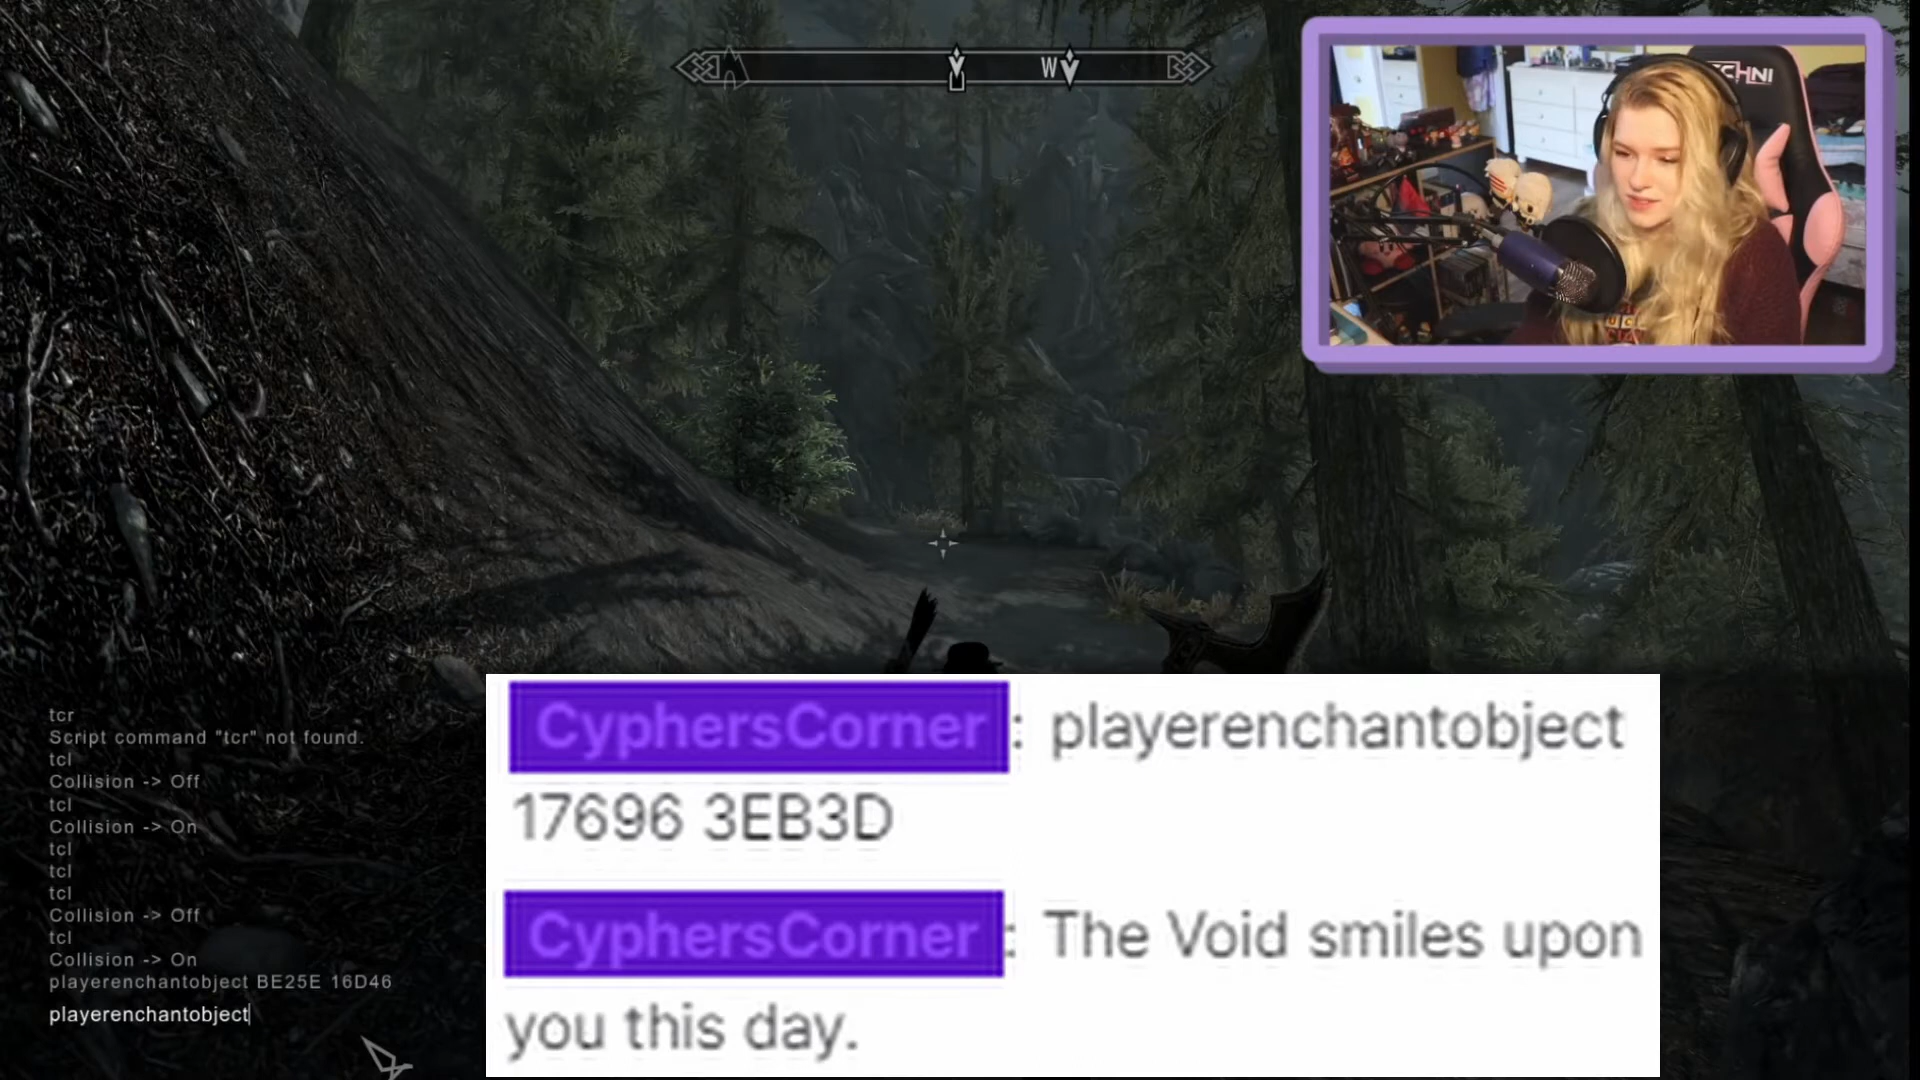 W
TECHNI
tcr
Script command "tcr" not found.
tcl
Collision -> Off
tcl
Collision -> On
tcl
tcl
tcl
Collision -> Off
tcl
Collision -> On
playerenchantobject BE25E 16D46
playerenchantobject
CyphersCorner: playerenchantobject
17696 3EB3D
CyphersCorner: The Void smiles upon
you this day.